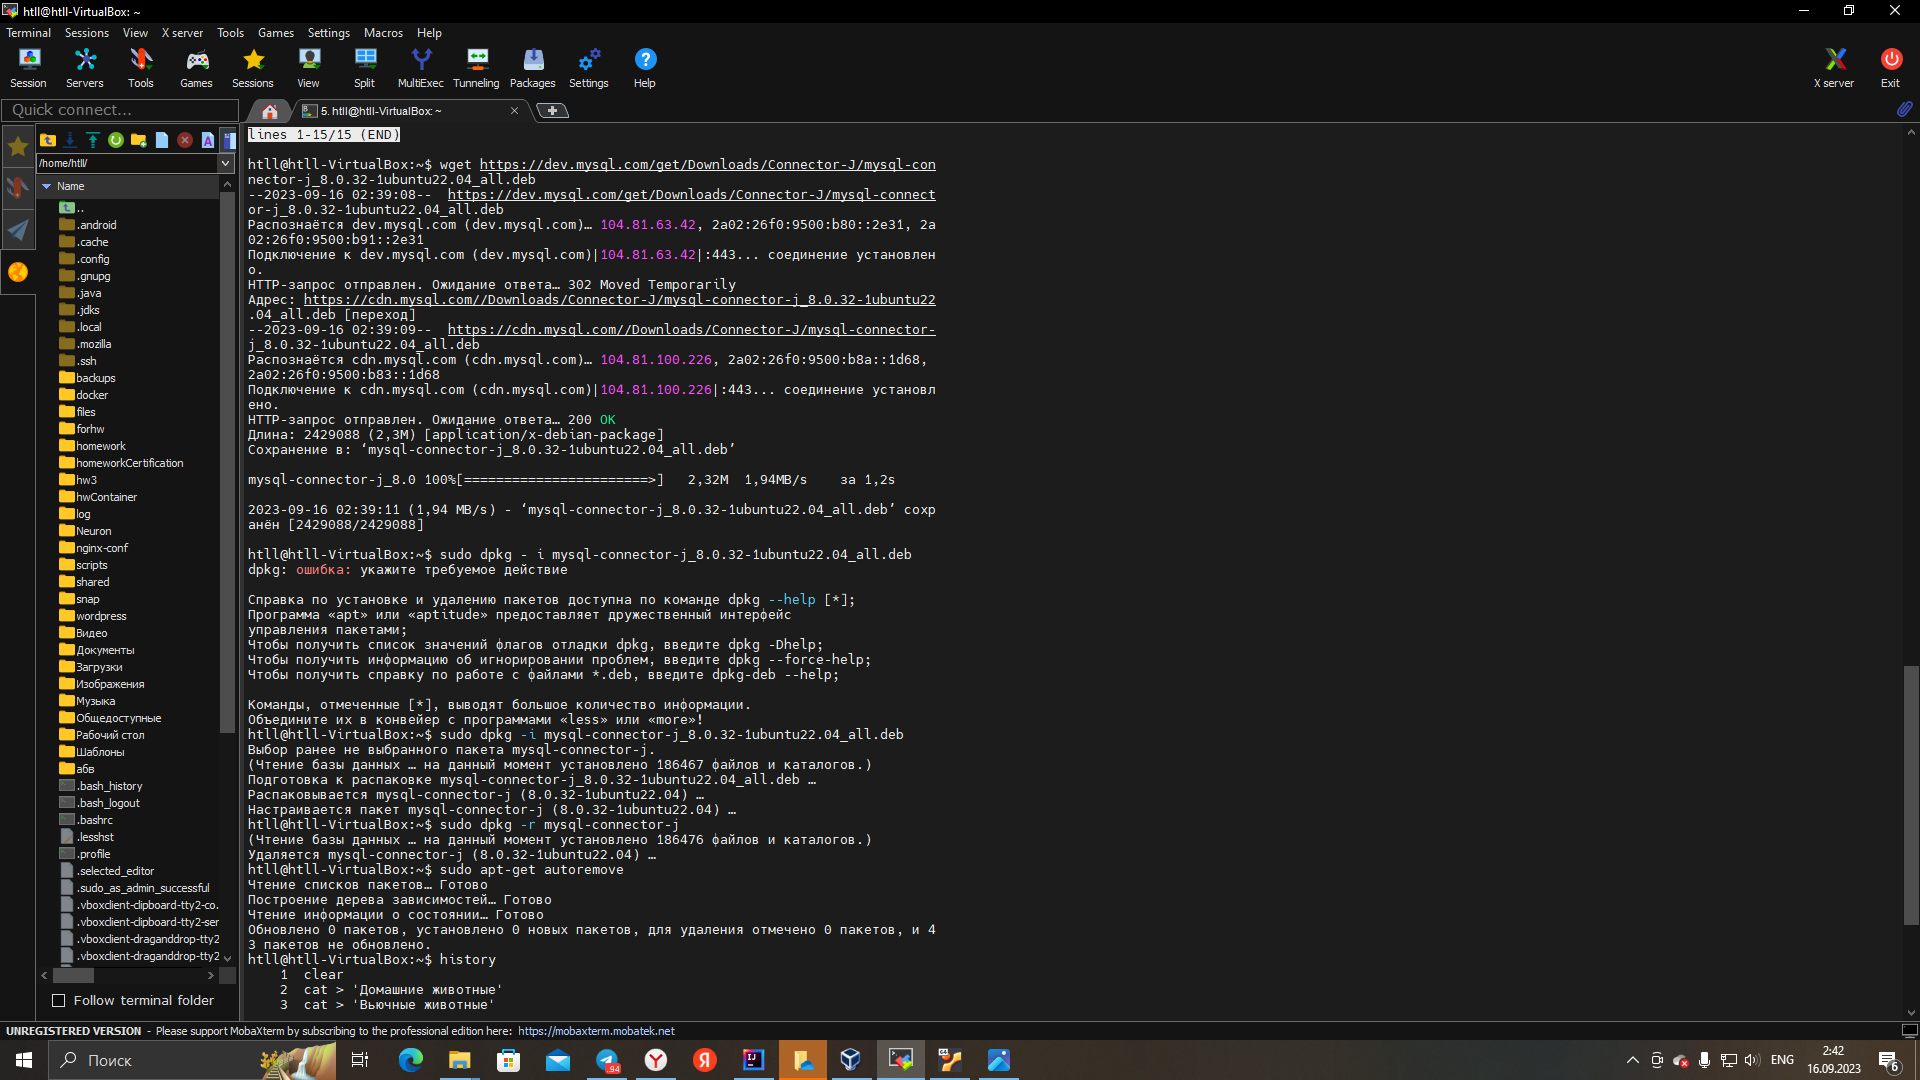 htll@htll-VirtualBox: ~
Terminal Sessions View X server Tools Games Settings Macros Help
Session Servers Tools Games Sessions View Split MultiExec Tunneling Packages Settings Help X server Exit
Quick connect...
5. htll@htll-VirtualBox: ~
/home/htll/
Name
..
.android
.cache
.config
.gnupg
.java
.jdks
.local
.mozilla
.ssh
backups
docker
files
forhw
homework
homeworkCertification
hw3
hwContainer
log
Neuron
nginx-conf
scripts
shared
snap
wordpress
Видео
Документы
Загрузки
Изображения
Музыка
Общедоступные
Рабочий стол
Шаблоны
абв
.bash_history
.bash_logout
.bashrc
.lesshst
.profile
.selected_editor
.sudo_as_admin_successful
.vboxclient-clipboard-tty2-co.
.vboxclient-clipboard-tty2-ser
.vboxclient-draganddrop-tty2
.vboxclient-draganddrop-tty2
Follow terminal folder
lines 1-15/15 (END)
htll@htll-VirtualBox:~$ wget https://dev.mysql.com/get/Downloads/Connector-J/mysql-con
nector-j_8.0.32-1ubuntu22.04_all.deb
--2023-09-16 02:39:08--  https://dev.mysql.com/get/Downloads/Connector-J/mysql-connect
or-j_8.0.32-1ubuntu22.04_all.deb
Распознаётся dev.mysql.com (dev.mysql.com)… 104.81.63.42, 2a02:26f0:9500:b80::2e31, 2a
02:26f0:9500:b91::2e31
Подключение к dev.mysql.com (dev.mysql.com)|104.81.63.42|:443... соединение установлен
о.
HTTP-запрос отправлен. Ожидание ответа… 302 Moved Temporarily
Адрес: https://cdn.mysql.com//Downloads/Connector-J/mysql-connector-j_8.0.32-1ubuntu22
.04_all.deb [переход]
--2023-09-16 02:39:09--  https://cdn.mysql.com//Downloads/Connector-J/mysql-connector-
j_8.0.32-1ubuntu22.04_all.deb
Распознаётся cdn.mysql.com (cdn.mysql.com)… 104.81.100.226, 2a02:26f0:9500:b8a::1d68,
2a02:26f0:9500:b83::1d68
Подключение к cdn.mysql.com (cdn.mysql.com)|104.81.100.226|:443... соединение установл
ено.
HTTP-запрос отправлен. Ожидание ответа… 200 OK
Длина: 2429088 (2,3M) [application/x-debian-package]
Сохранение в: ‘mysql-connector-j_8.0.32-1ubuntu22.04_all.deb’
mysql-connector-j_8.0 100%[=======================>]   2,32M  1,94MB/s    за 1,2s
2023-09-16 02:39:11 (1,94 MB/s) - ‘mysql-connector-j_8.0.32-1ubuntu22.04_all.deb’ сохр
анён [2429088/2429088]
htll@htll-VirtualBox:~$ sudo dpkg - i mysql-connector-j_8.0.32-1ubuntu22.04_all.deb
dpkg: ошибка: укажите требуемое действие
Справка по установке и удалению пакетов доступна по команде dpkg --help [*];
Программа «apt» или «aptitude» предоставляет дружественный интерфейс
управления пакетами;
Чтобы получить список значений флагов отладки dpkg, введите dpkg -Dhelp;
Чтобы получить информацию об игнорировании проблем, введите dpkg --force-help;
Чтобы получить справку по работе с файлами *.deb, введите dpkg-deb --help;
Команды, отмеченные [*], выводят большое количество информации.
Объедините их в конвейер с программами «less» или «more»!
htll@htll-VirtualBox:~$ sudo dpkg -i mysql-connector-j_8.0.32-1ubuntu22.04_all.deb
Выбор ранее не выбранного пакета mysql-connector-j.
(Чтение базы данных … на данный момент установлено 186467 файлов и каталогов.)
Подготовка к распаковке mysql-connector-j_8.0.32-1ubuntu22.04_all.deb …
Распаковывается mysql-connector-j (8.0.32-1ubuntu22.04) …
Настраивается пакет mysql-connector-j (8.0.32-1ubuntu22.04) …
htll@htll-VirtualBox:~$ sudo dpkg -r mysql-connector-j
(Чтение базы данных … на данный момент установлено 186476 файлов и каталогов.)
Удаляется mysql-connector-j (8.0.32-1ubuntu22.04) …
htll@htll-VirtualBox:~$ sudo apt-get autoremove
Чтение списков пакетов… Готово
Построение дерева зависимостей… Готово
Чтение информации о состоянии… Готово
Обновлено 0 пакетов, установлено 0 новых пакетов, для удаления отмечено 0 пакетов, и 4
3 пакетов не обновлено.
htll@htll-VirtualBox:~$ history
1  clear
2  cat > 'Домашние животные'
3  cat > 'Вьючные животные'
UNREGISTERED VERSION - Please support MobaXterm by subscribing to the professional edition here: https://mobaxterm.mobatek.net
Поиск
.94
ENG
2:42
16.09.2023
6